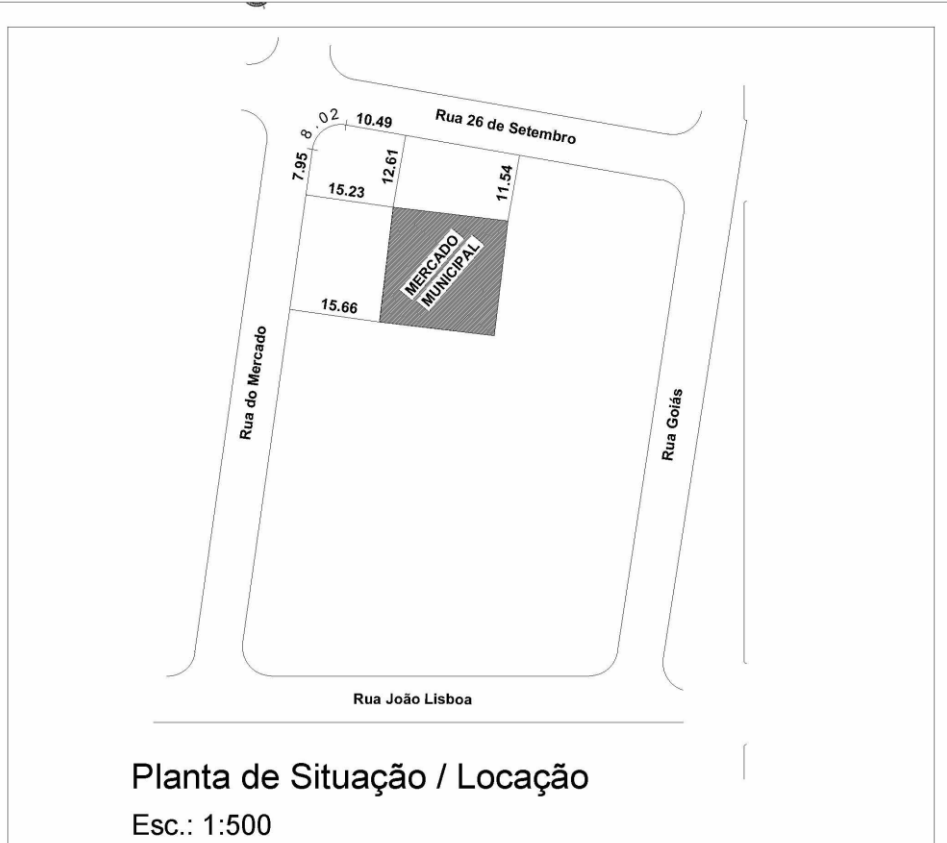 Rua 26 de Setembro
8.02
10.49
7.95
12.61
11.54
15.23
MERCADO
MUNICIPAL
15.66
Rua do Mercado
Rua Goiás
Rua João Lisboa
Planta de Situação / Locação
Esc.: 1:500